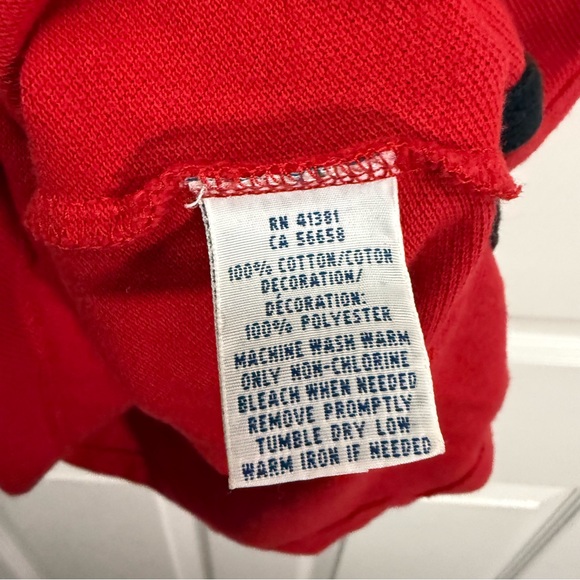 RN 41381
CA 56658
100% COTTON/COTON
DECORATION/
DÉCORATION:
100% POLYESTER
MACHINE WASH WARM
ONLY NON-CHLORINE
BLEACH WHEN NEEDED
REMOVE PROMPTLY
TUMBLE DRY LOW
WARM IRON IF NEEDED